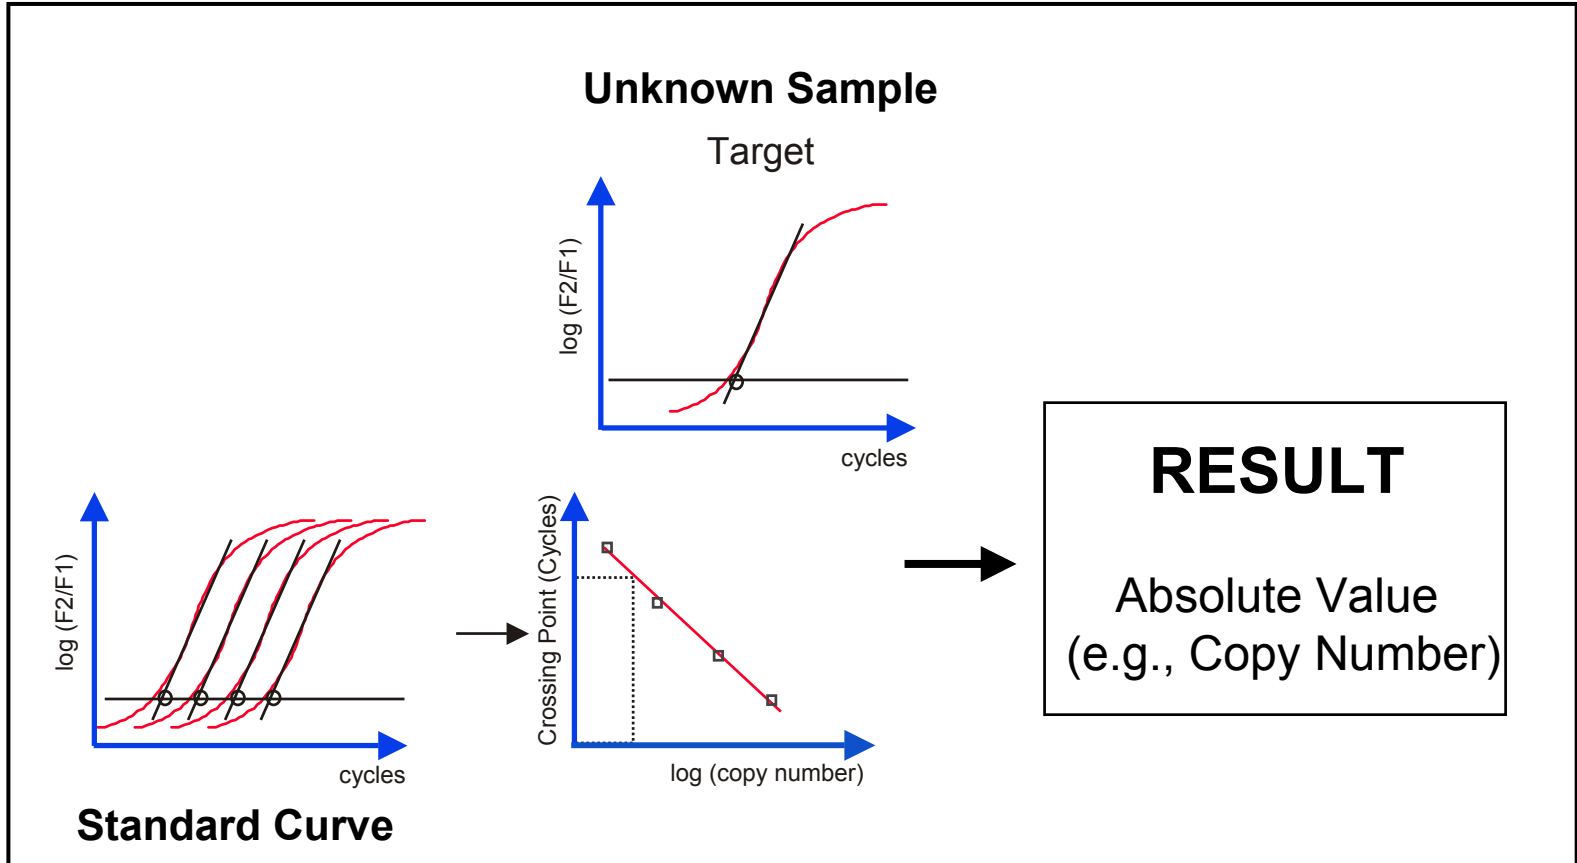 Unknown Sample
Target
log (F2/F1)
cycles
log (F2/F1)
cycles
Standard Curve
Crossing Point (Cycles)
log (copy number)
RESULT
Absolute Value
(e.g., Copy Number)